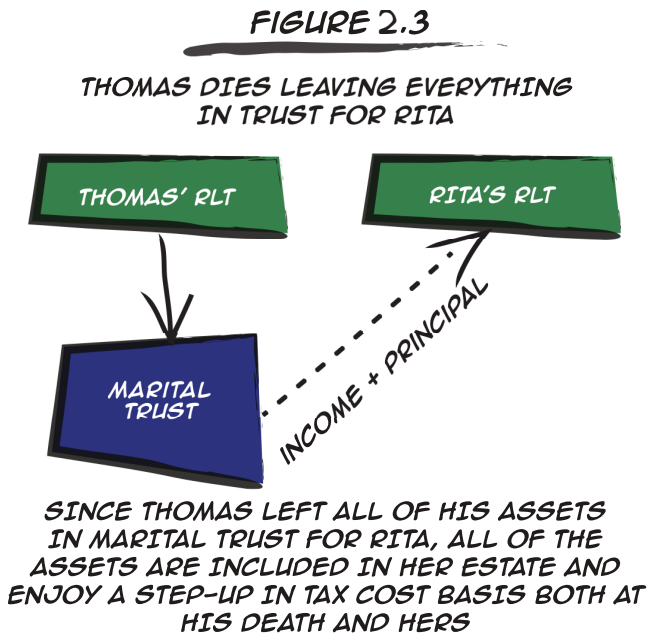 FIGURE 2.3
THOMAS DIES LEAVING EVERYTHING
IN TRUST FOR RITA
THOMAS' RLT
RITA'S RLT
MARITAL
TRUST
INCOME + PRINCIPAL
SINCE THOMAS LEFT ALL OF HIS ASSETS
IN MARITAL TRUST FOR RITA, ALL OF THE
ASSETS ARE INCLUDED IN HER ESTATE AND
ENJOY A STEP-UP IN TAX COST BASIS BOTH AT
HIS DEATH AND HERS